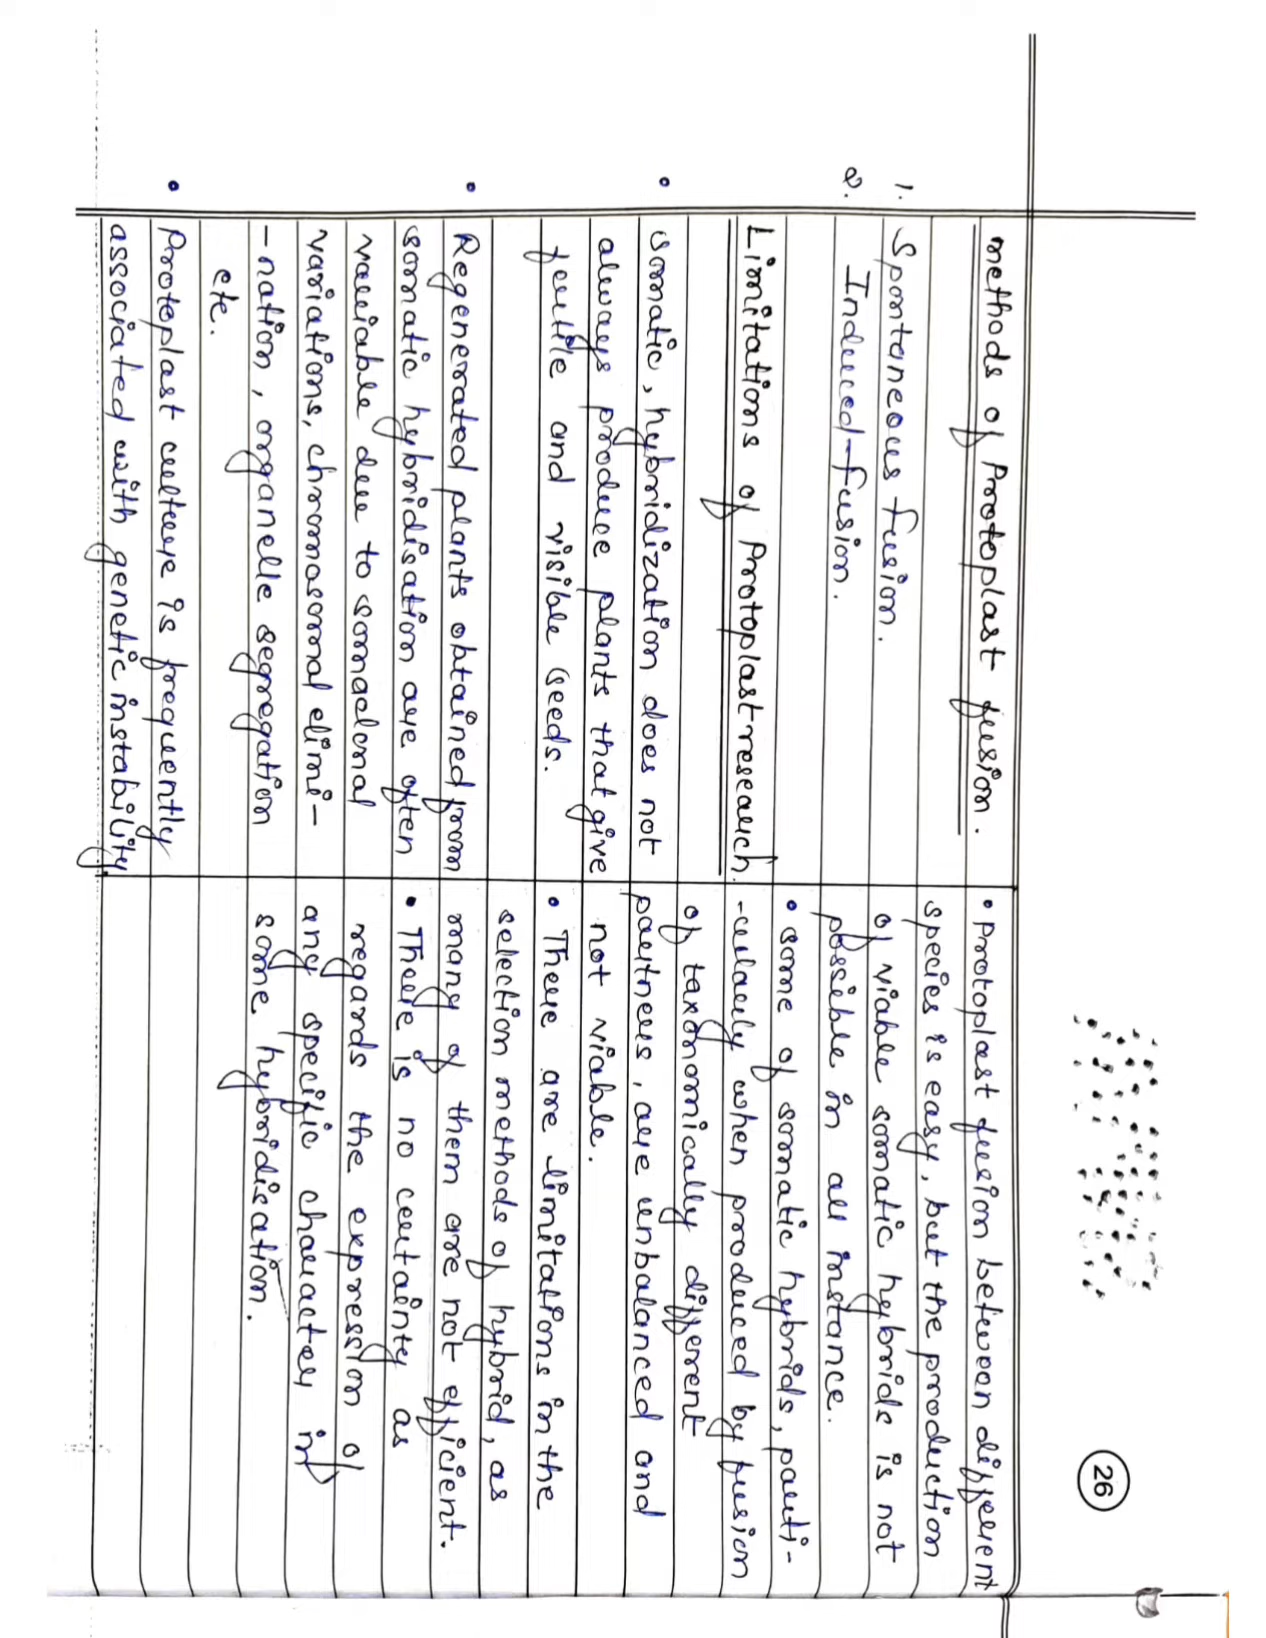 26
methods of Protoplast fusion.
1. Spontaneous fusion.
2. Induced-fusion.
Limitations of Protoplast research.
• somatic, hybridization does not
always produce plants that give
fertile and visible seeds.
• Regenerated plants obtained from
somatic hybridisation are often
variable due to somaclonal
variations, chromosomal elimi-
-nation, organelle segregation
etc.
• Protoplast culture is frequently
associated with genetic instability.
• Protoplast fusion between different
species is easy, but the production
of viable somatic hybrids is not
possible in all instance.
• some of somatic hybrids, parti-
-cularly when produced by fusion
of taxonomically different
partners, are unbalanced and
not viable.
• There are limitations in the
selection methods of hybrid, as
many of them are not efficient.
• There is no certainty as
regards the expression of
any specific character in
some hybridisation.